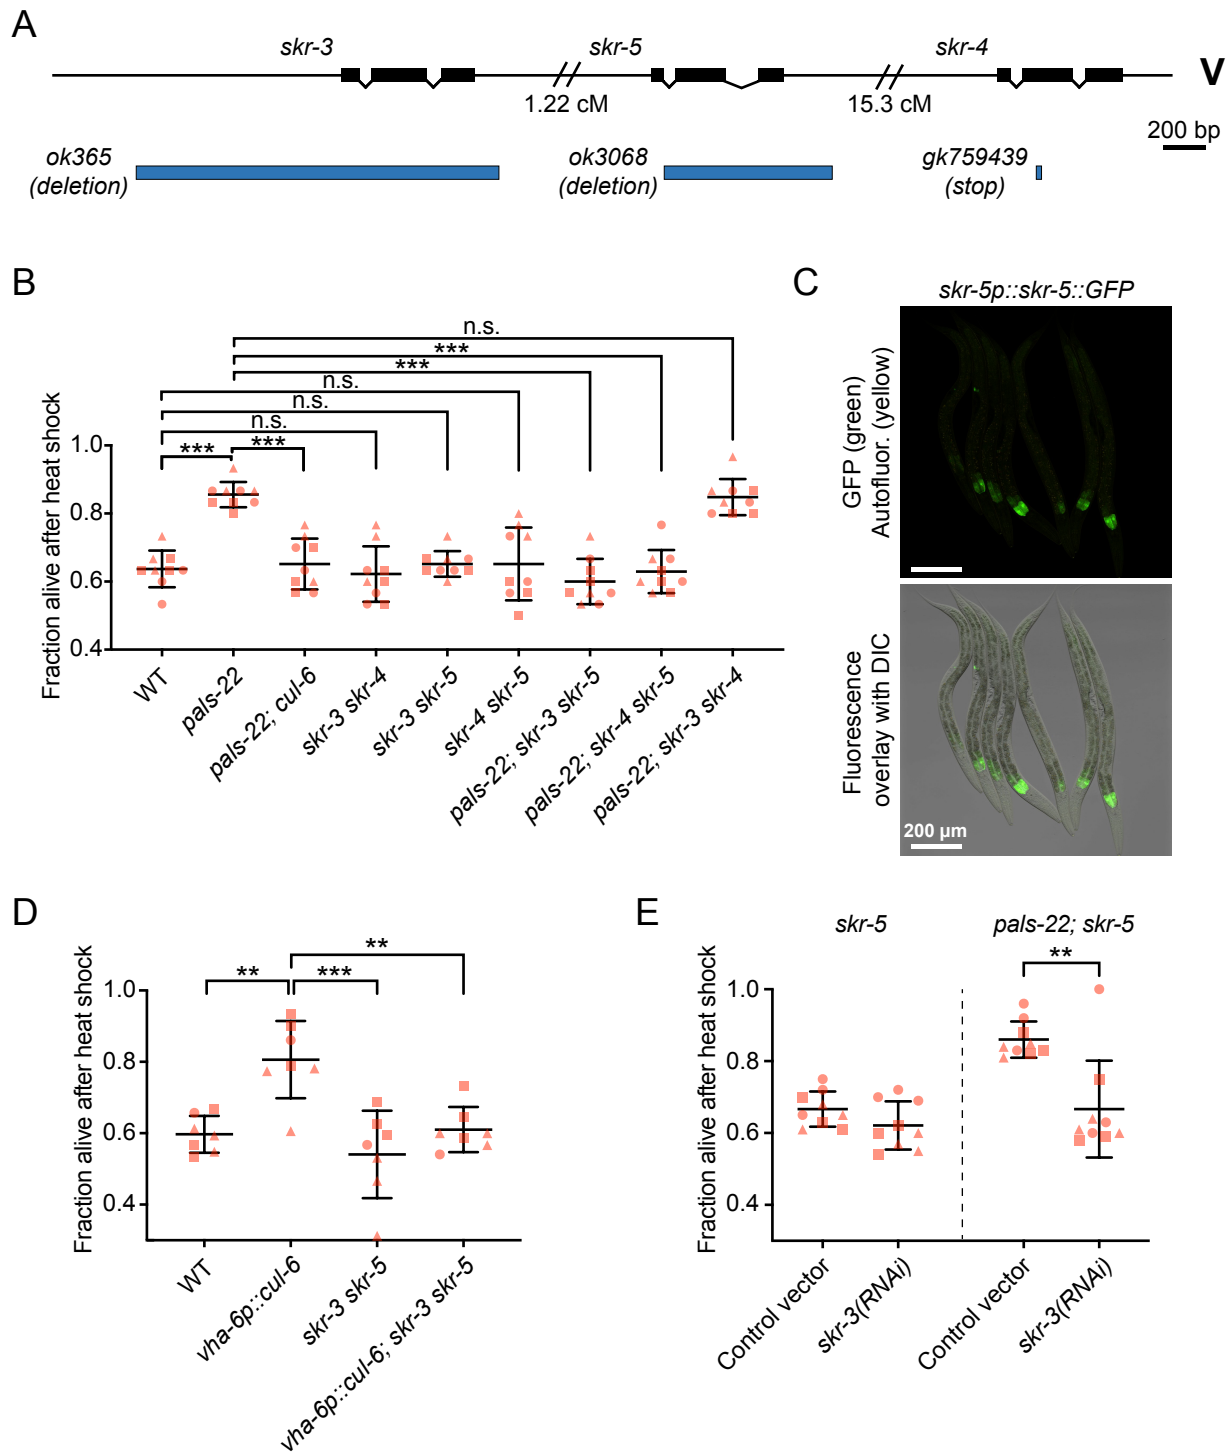 A
skr-3
skr-5
skr-4
V
1.22 cM
15.3 cM
200 bp
ok365
(deletion)
ok3068
(deletion)
gk759439
(stop)
B
n.s.
***
***
n.s.
n.s.
n.s.
***
***
Fraction alive after heat shock
1.0
0.8
0.6
0.4
WT
pals-22
pals-22; cul-6
skr-3 skr-4
skr-3 skr-5
skr-4 skr-5
pals-22; skr-3 skr-5
pals-22; skr-4 skr-5
pals-22; skr-3 skr-4
C
skr-5p::skr-5::GFP
GFP (green)
Autofluor. (yellow)
Fluorescence
overlay with DIC
200 µm
D
**
**
***
Fraction alive after heat shock
1.0
0.8
0.6
0.4
WT
vha-6p::cul-6
skr-3 skr-5
vha-6p::cul-6; skr-3 skr-5
E
skr-5
pals-22; skr-5
**
Fraction alive after heat shock
1.0
0.8
0.6
0.4
Control vector
skr-3(RNAi)
Control vector
skr-3(RNAi)